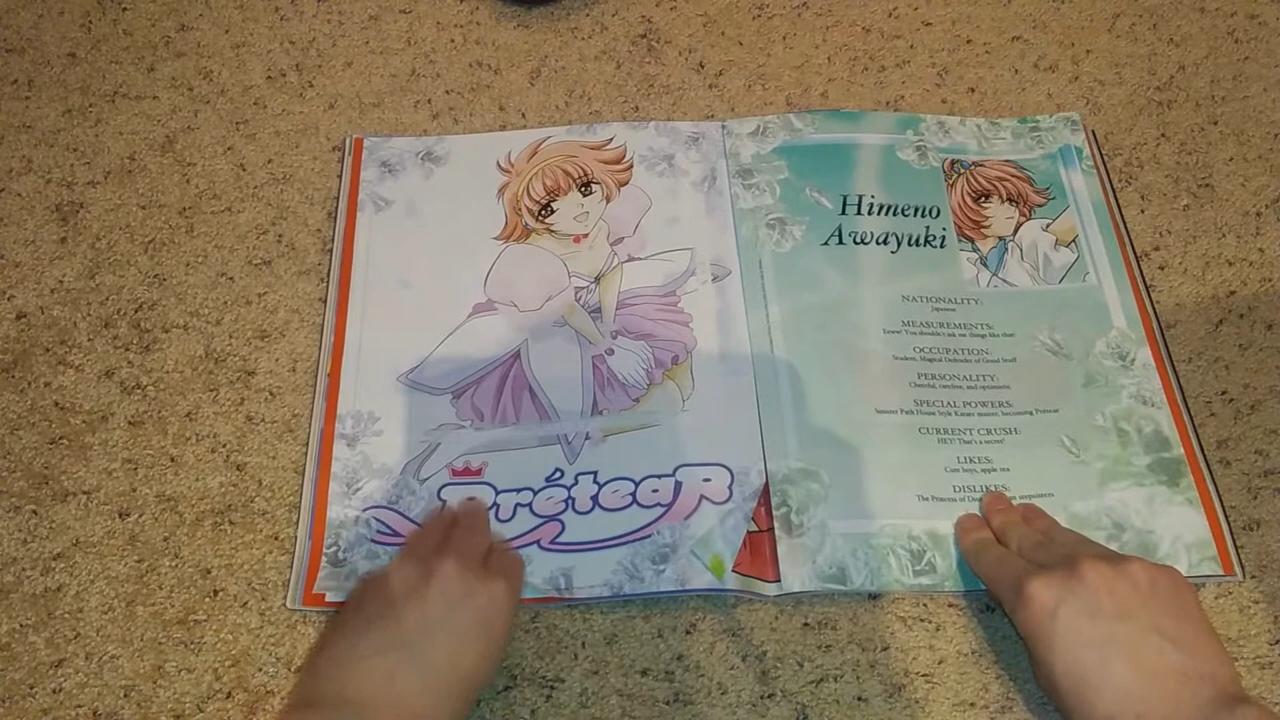 PréteaR
Himeno
Awayuki
NATIONALITY:
Japanese
MEASUREMENTS:
Eeww! You shouldn't ask me things like that!
OCCUPATION:
Student, Magical Defender of Good Stuff
PERSONALITY:
Cheerful, carefree, and optimistic
SPECIAL POWERS:
Sinister Path House Style Karate master, becoming Prétear
CURRENT CRUSH:
HEY! That's a secret!
LIKES:
Cute boys, apple tea
DISLIKES:
The Princess of stepsisters